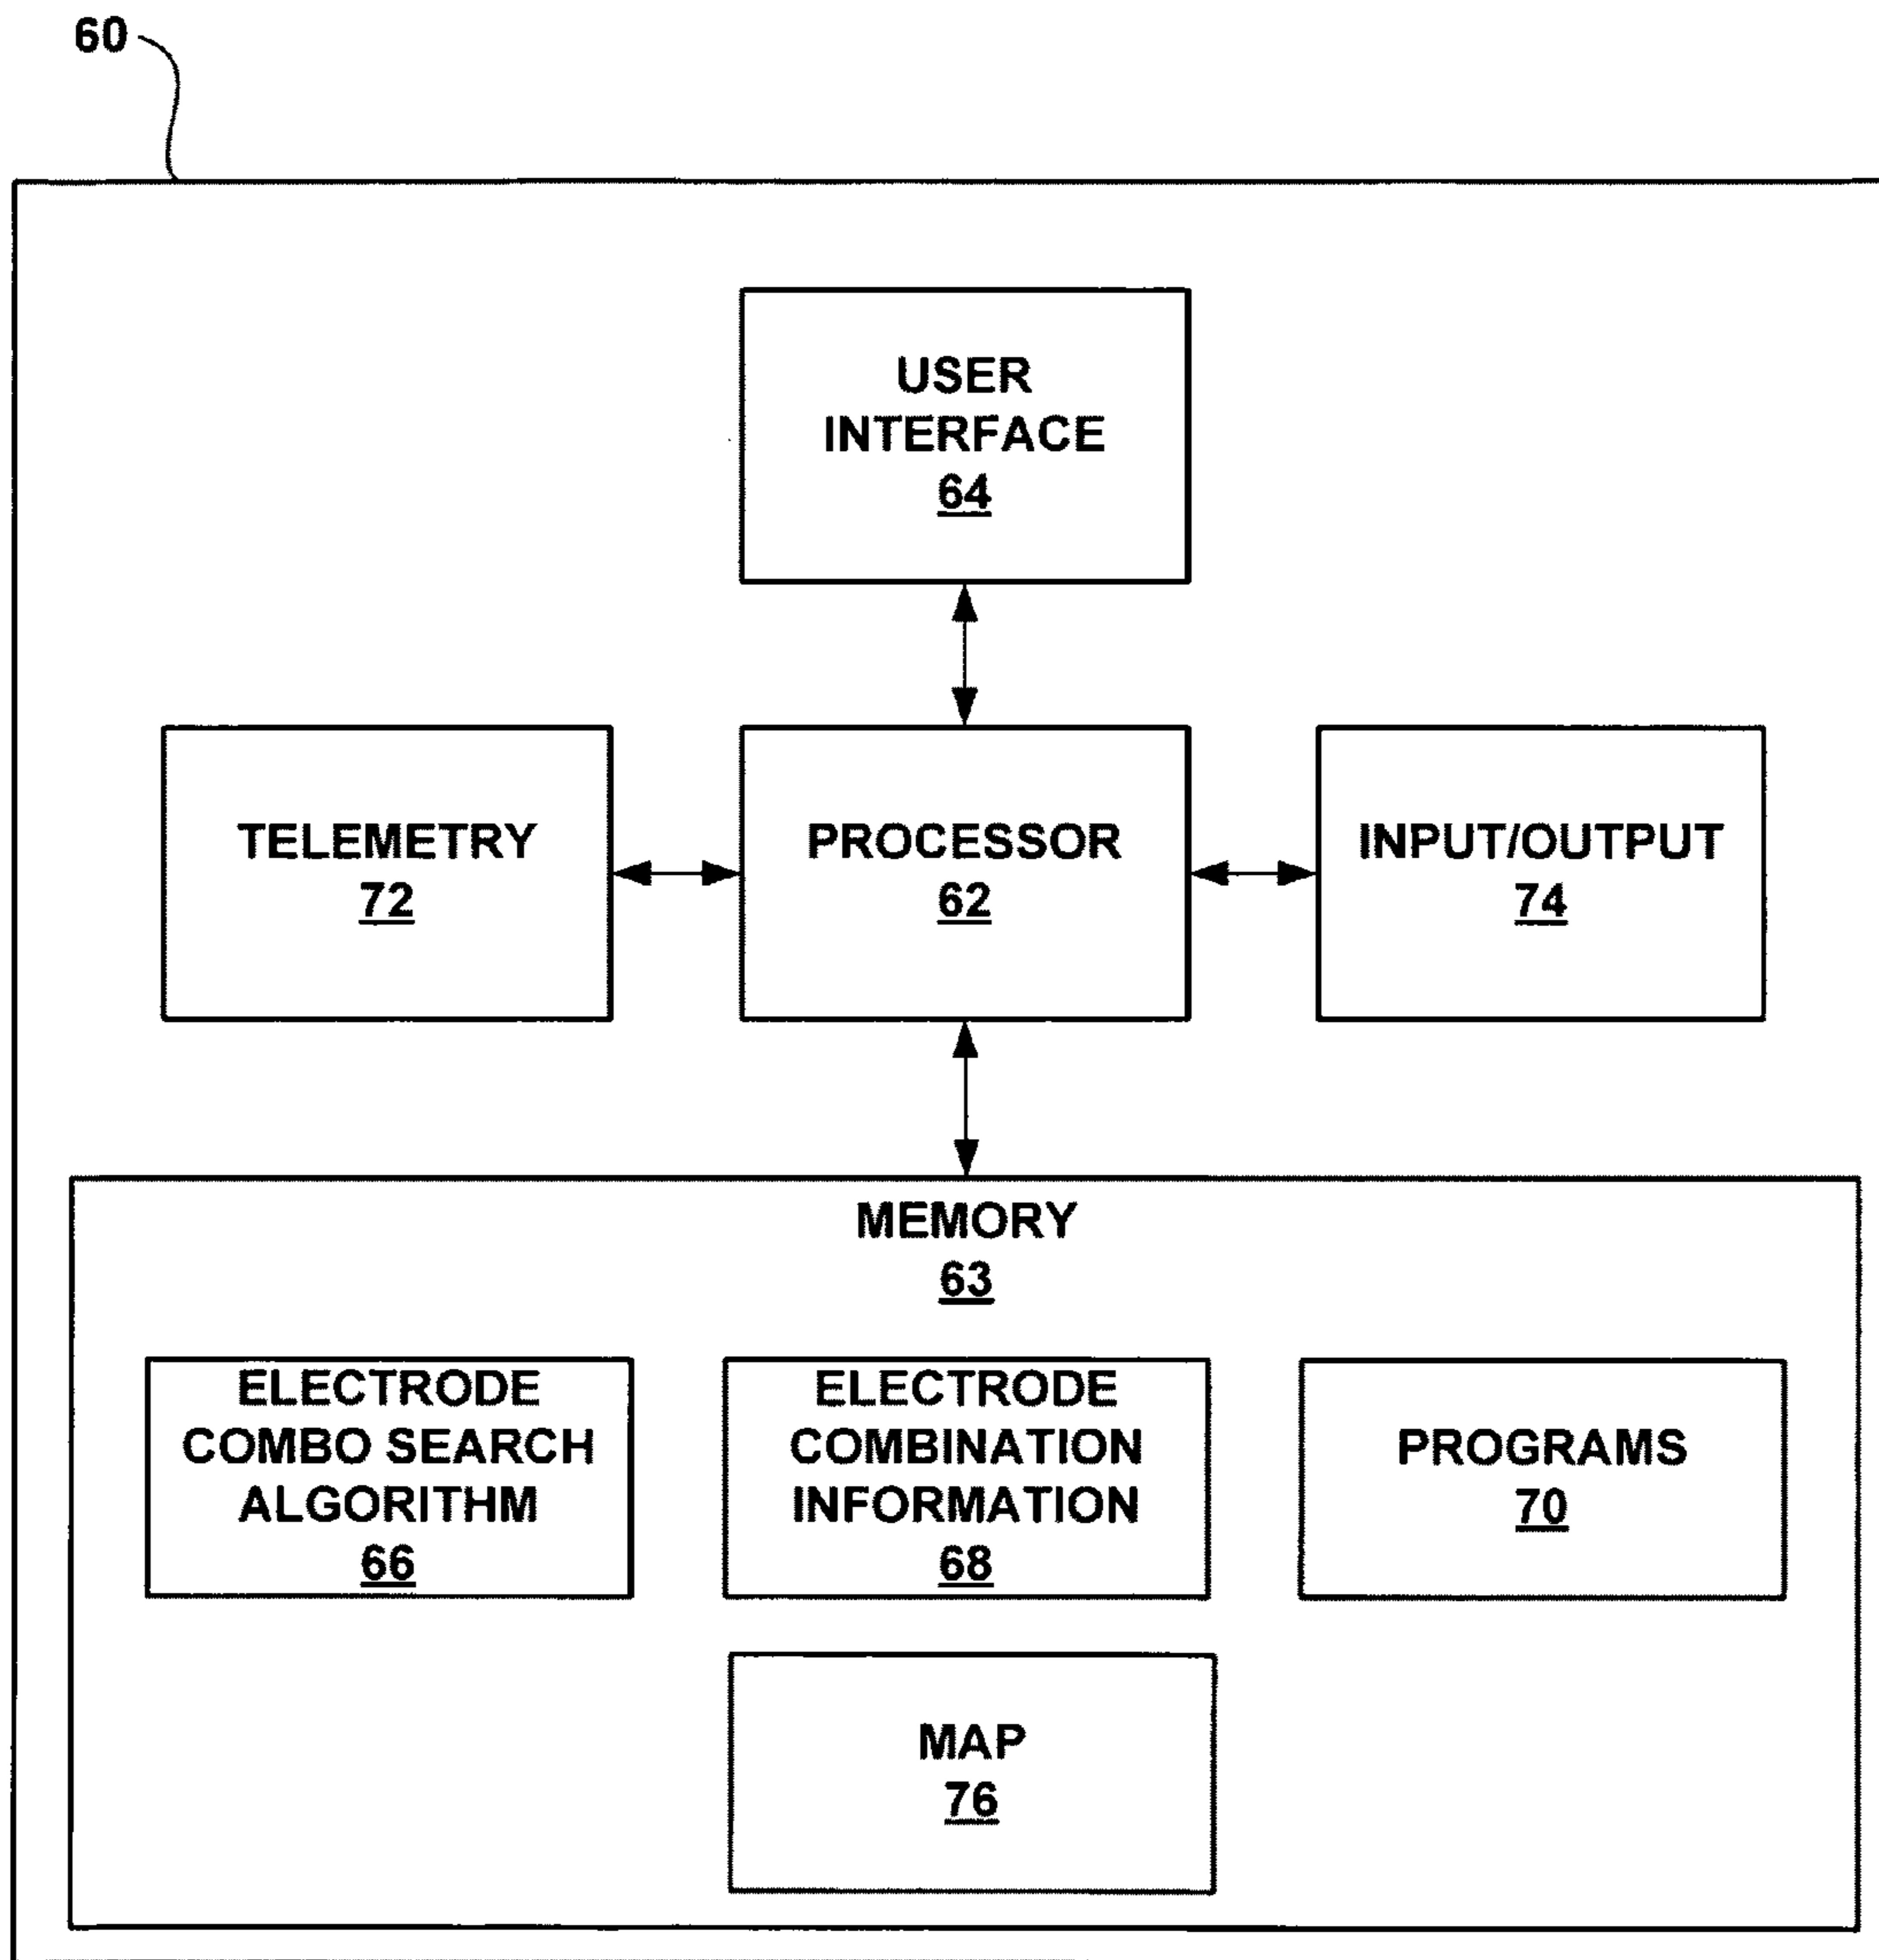 60
USER
INTERFACE
64
TELEMETRY
72
PROCESSOR
62
INPUT/OUTPUT
74
MEMORY
63
ELECTRODE
COMBO SEARCH
ALGORITHM
66
ELECTRODE
COMBINATION
INFORMATION
68
PROGRAMS
70
MAP
76